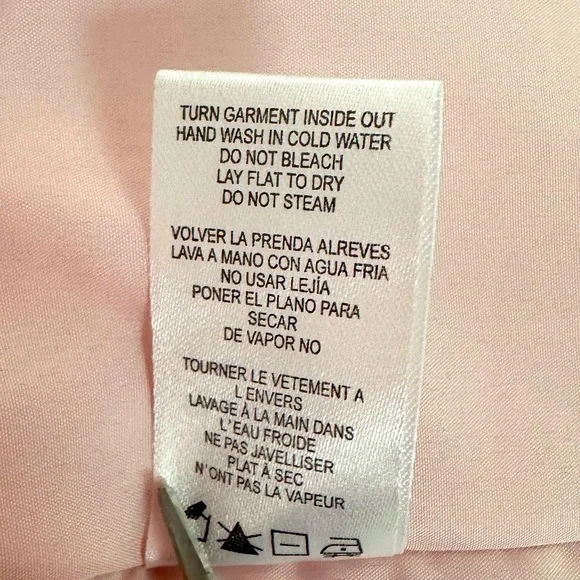 TURN GARMENT INSIDE OUT
HAND WASH IN COLD WATER
DO NOT BLEACH
LAY FLAT TO DRY
DO NOT STEAM
VOLVER LA PRENDA ALREVES
LAVA A MANO CON AGUA FRIA
NO USAR LEJÍA
PONER EL PLANO PARA
SECAR
DE VAPOR NO
TOURNER LE VETEMENT A
L ENVERS
LAVAGE À LA MAIN DANS
L'EAU FROIDE
NE PAS JAVELLISER
PLAT À SEC
N'ONT PAS LA VAPEUR